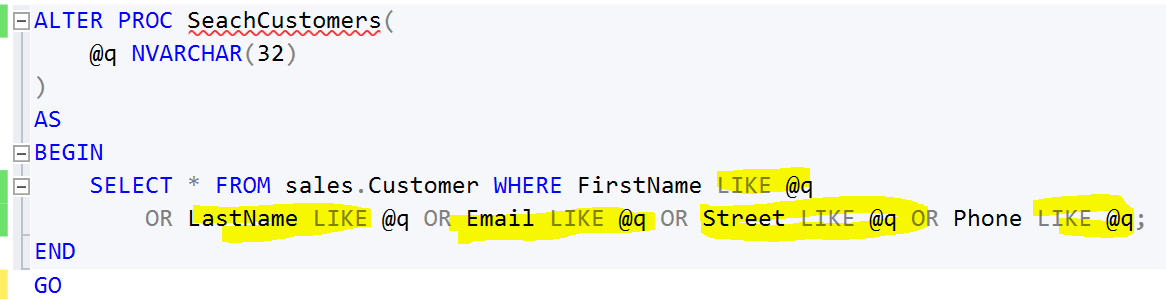 ALTER PROC SeachCustomers(
@q NVARCHAR(32)
)
AS
BEGIN
SELECT * FROM sales.Customer WHERE FirstName LIKE @q
OR LastName LIKE @q OR Email LIKE @q OR Street LIKE @q OR Phone LIKE @q;
END
GO